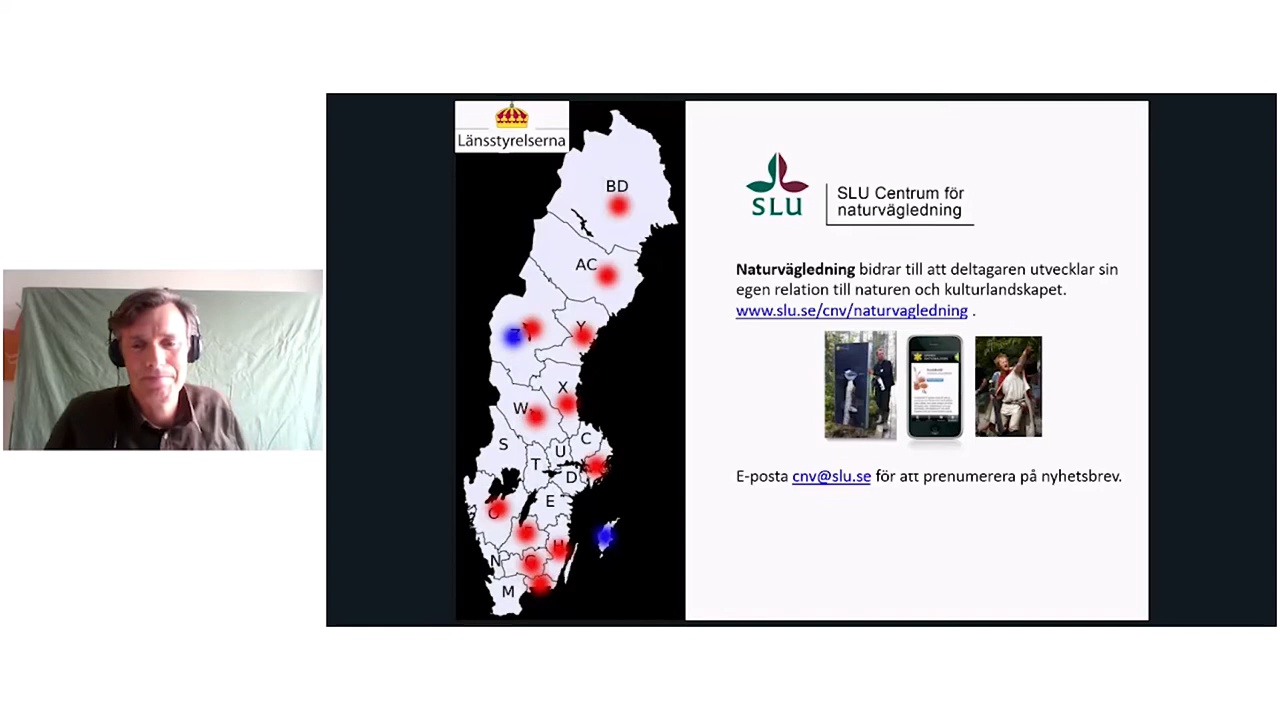 Länsstyrelserna
BD
AC
Z
Y
X
W
S
C
U
T
D
E
O
H
N
G
M
SLU
SLU Centrum för
naturvägledning
Naturvägledning bidrar till att deltagaren utvecklar sin
egen relation till naturen och kulturlandskapet.
www.slu.se/cnv/naturvagledning .
E-posta cnv@slu.se för att prenumerera på nyhetsbrev.